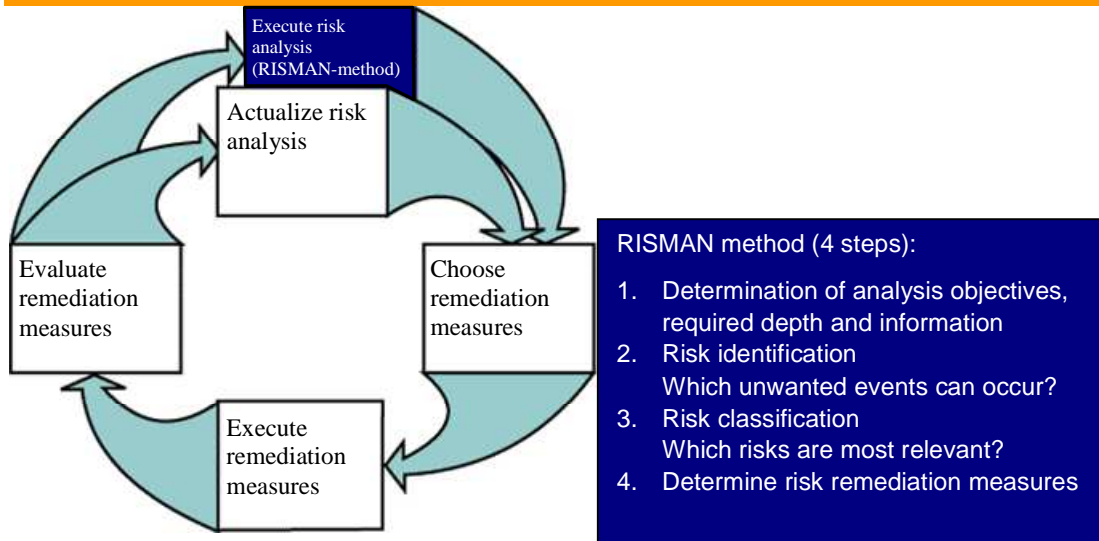 Execute risk
analysis
(RISMAN-method)
Actualize risk
analysis
Evaluate
remediation
measures
Choose
remediation
measures
Execute
remediation
measures
RISMAN method (4 steps):
1. Determination of analysis objectives,
required depth and information
2. Risk identification
Which unwanted events can occur?
3. Risk classification
Which risks are most relevant?
4. Determine risk remediation measures